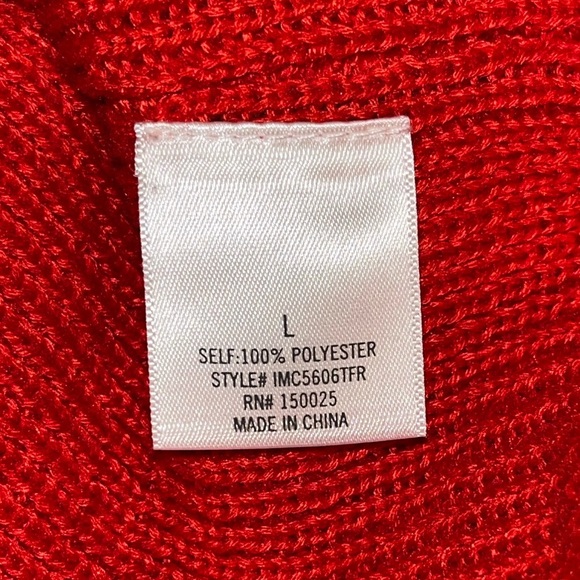 L
SELF:100% POLYESTER
STYLE# IMC5606TFR
RN# 150025
MADE IN CHINA